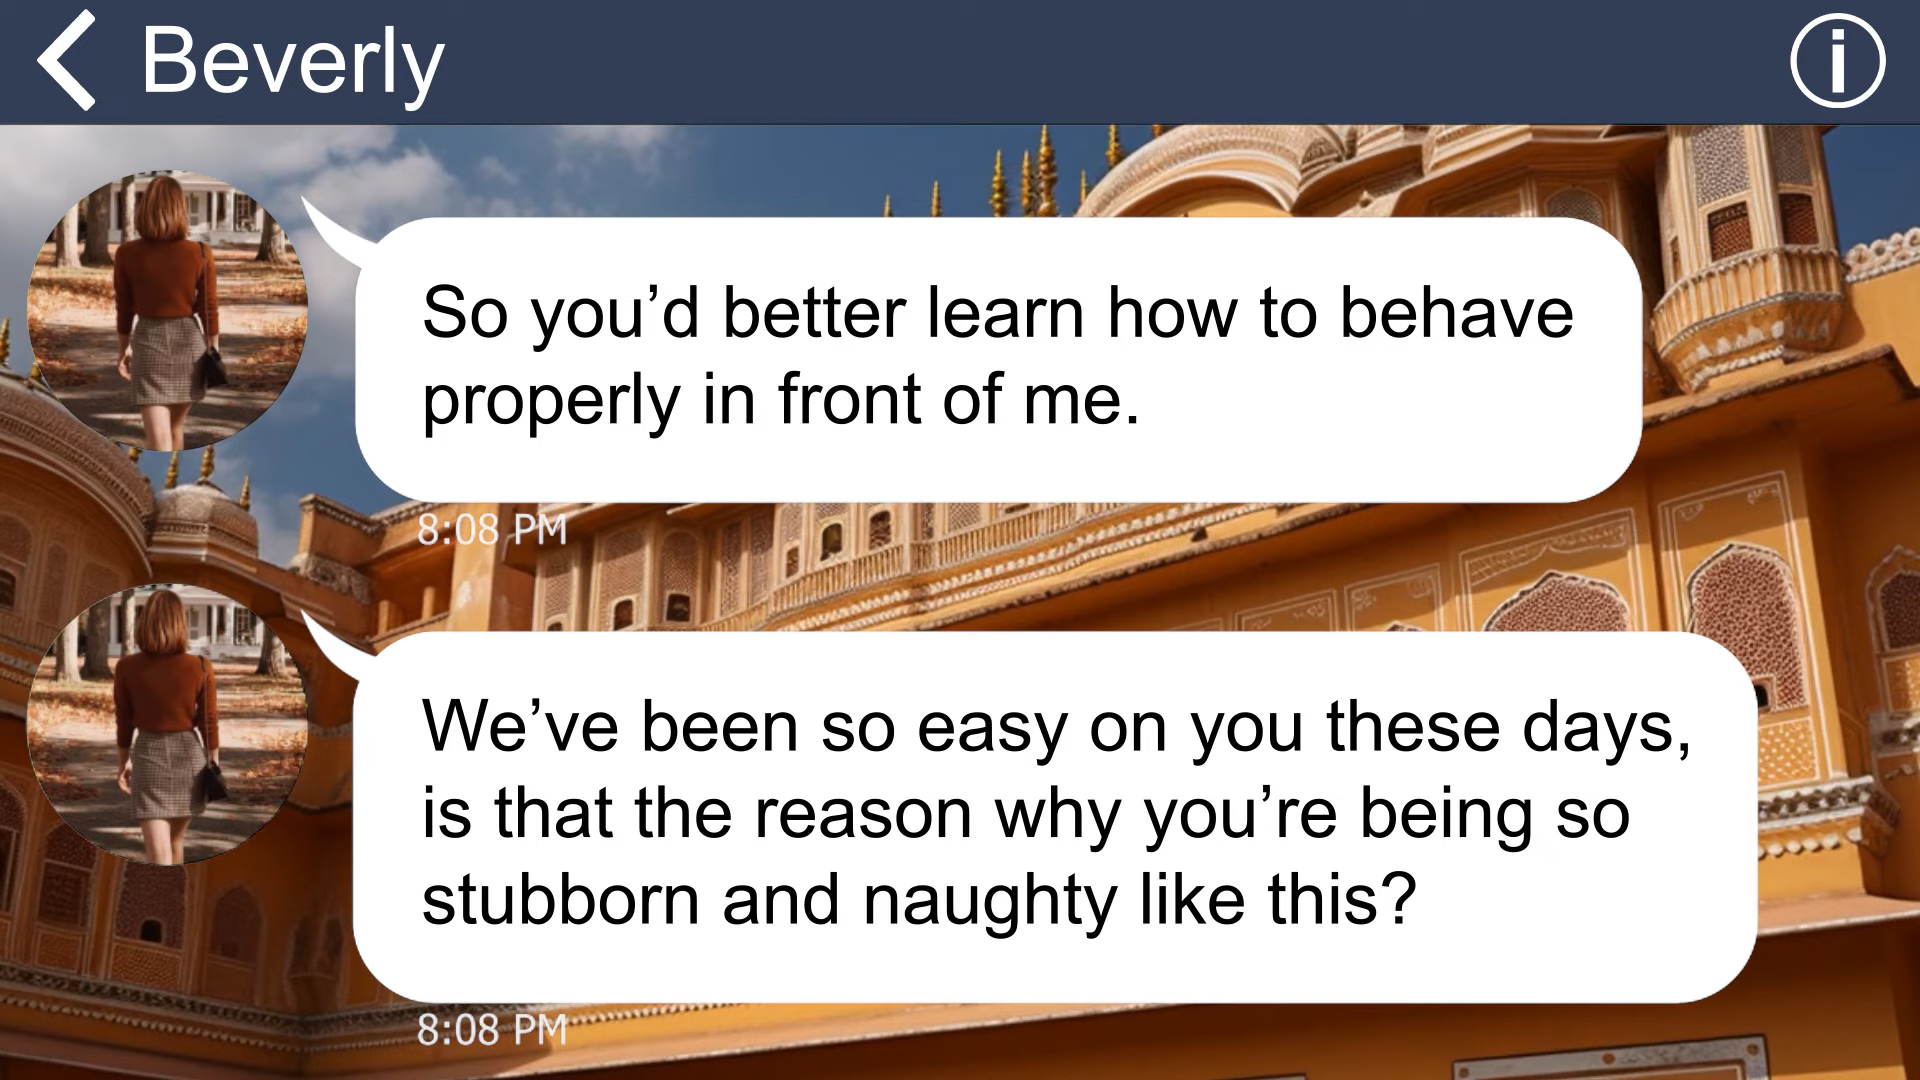 Beverly
So you’d better learn how to behave
properly in front of me.
8:08 PM
We’ve been so easy on you these days,
is that the reason why you’re being so
stubborn and naughty like this?
8:08 PM